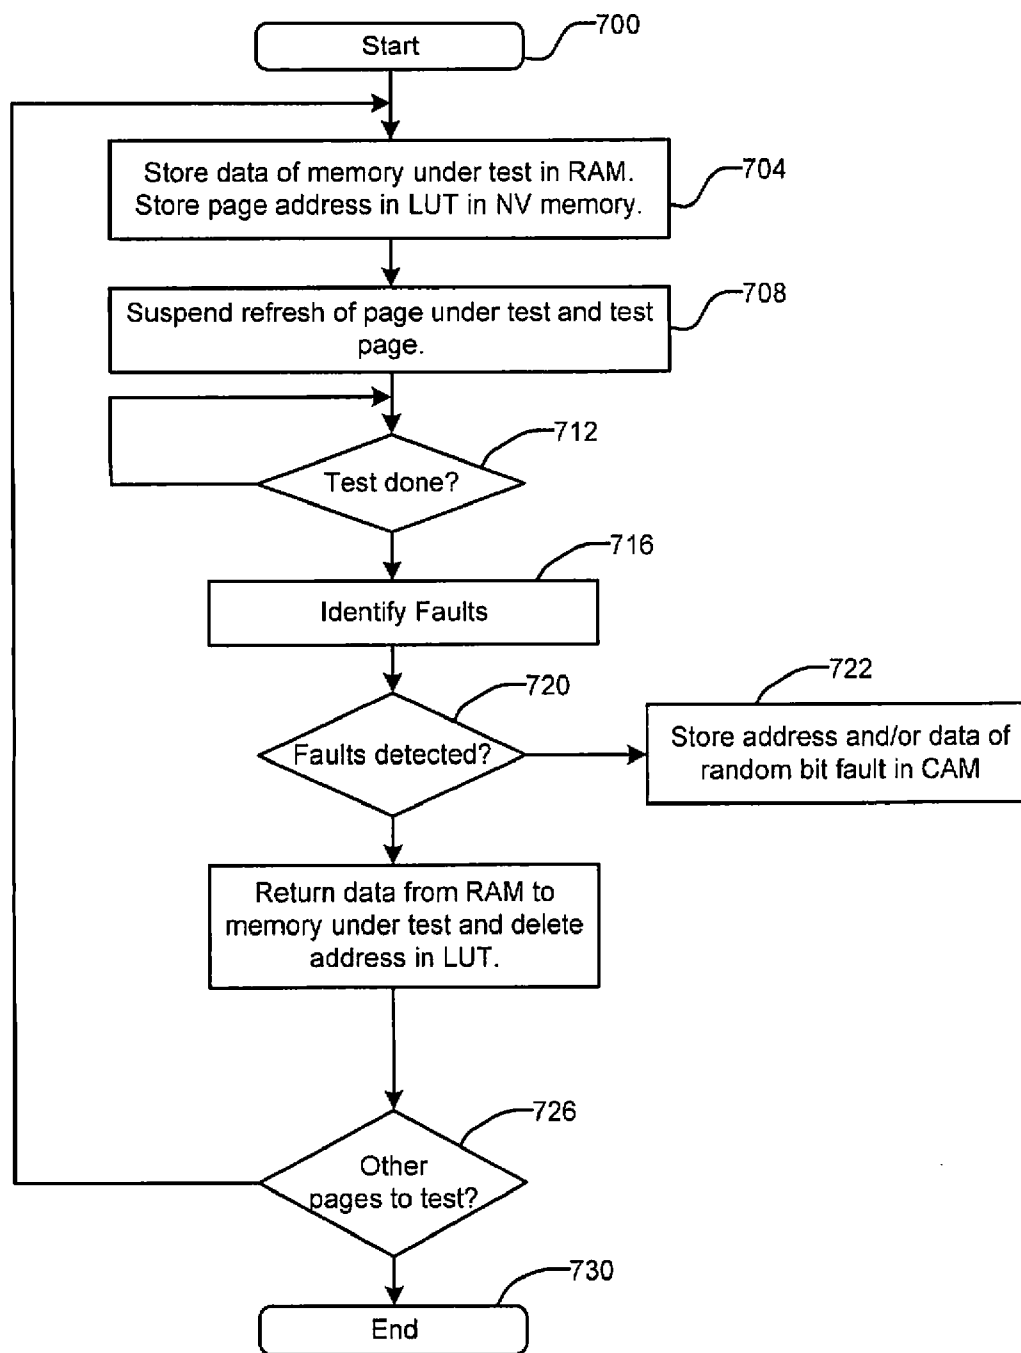 Start
700
Store data of memory under test in RAM.
Store page address in LUT in NV memory.
704
Suspend refresh of page under test and test
page.
708
Test done?
712
Identify Faults
716
Faults detected?
720
Store address and/or data of
random bit fault in CAM
722
Return data from RAM to
memory under test and delete
address in LUT.
Other
pages to test?
726
End
730